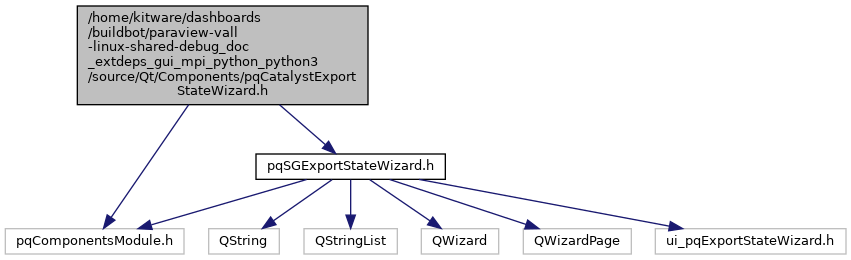 /home/kitware/dashboards
/buildbot/paraview-vall
-linux-shared-debug_doc
_extdeps_gui_mpi_python_python3
/source/Qt/Components/pqCatalystExport
StateWizard.h
pqSGExportStateWizard.h
pqComponentsModule.h
QString
QStringList
QWizard
QWizardPage
ui_pqExportStateWizard.h